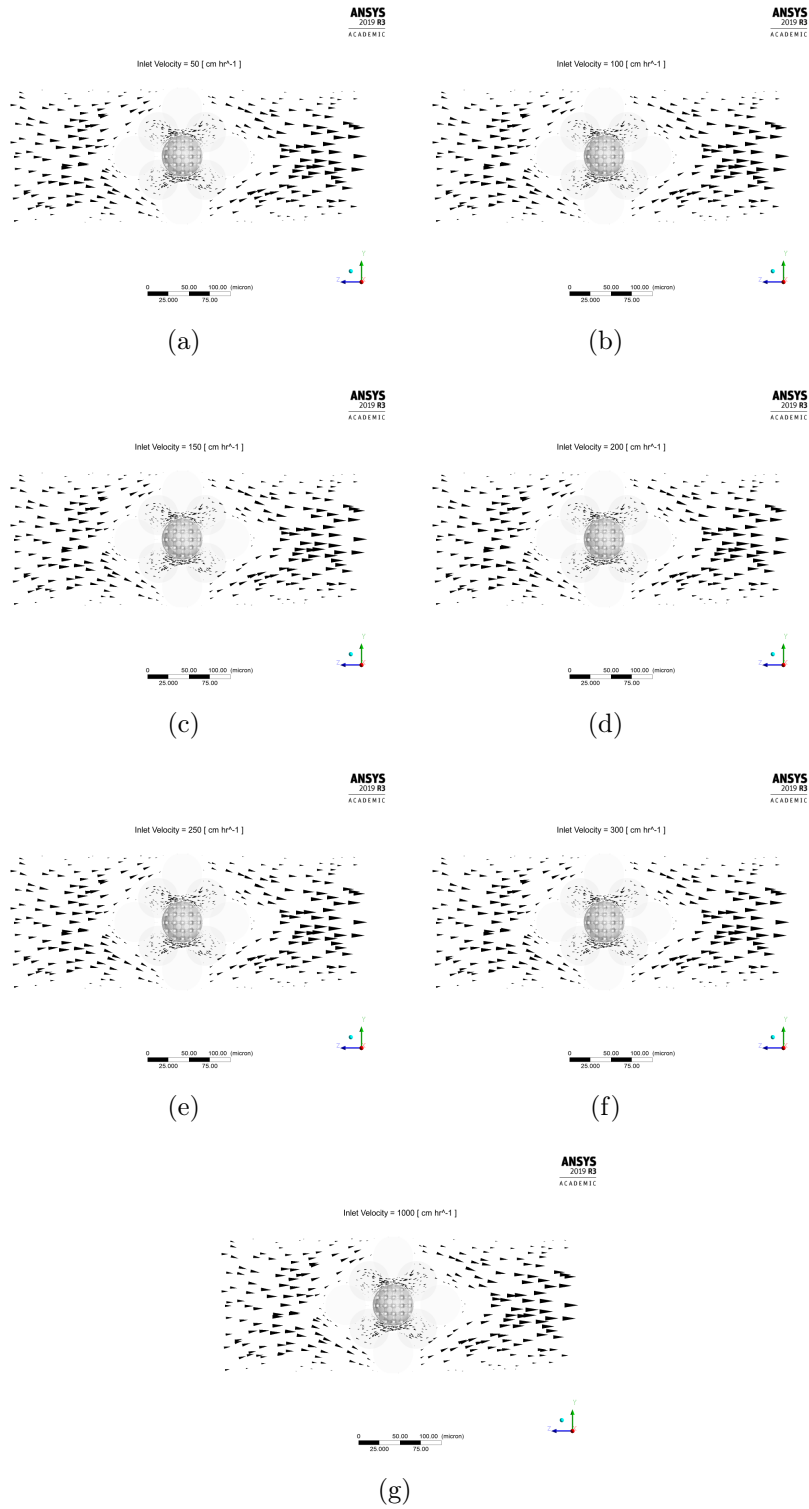 ANSYS
2019 R3
ACADEMIC
Inlet Velocity = 50 [ cm hr^-1 ]
Y
Z
X
0 50.00 100.00 (micron)
25.000 75.00
(a)
ANSYS
2019 R3
ACADEMIC
Inlet Velocity = 100 [ cm hr^-1 ]
Y
Z
X
0 50.00 100.00 (micron)
25.000 75.00
(b)
ANSYS
2019 R3
ACADEMIC
Inlet Velocity = 150 [ cm hr^-1 ]
Y
Z
X
0 50.00 100.00 (micron)
25.000 75.00
(c)
ANSYS
2019 R3
ACADEMIC
Inlet Velocity = 200 [ cm hr^-1 ]
Y
Z
X
0 50.00 100.00 (micron)
25.000 75.00
(d)
ANSYS
2019 R3
ACADEMIC
Inlet Velocity = 250 [ cm hr^-1 ]
Y
Z
X
0 50.00 100.00 (micron)
25.000 75.00
(e)
ANSYS
2019 R3
ACADEMIC
Inlet Velocity = 300 [ cm hr^-1 ]
Y
Z
X
0 50.00 100.00 (micron)
25.000 75.00
(f)
ANSYS
2019 R3
ACADEMIC
Inlet Velocity = 1000 [ cm hr^-1 ]
Y
Z
X
0 50.00 100.00 (micron)
25.000 75.00
(g)